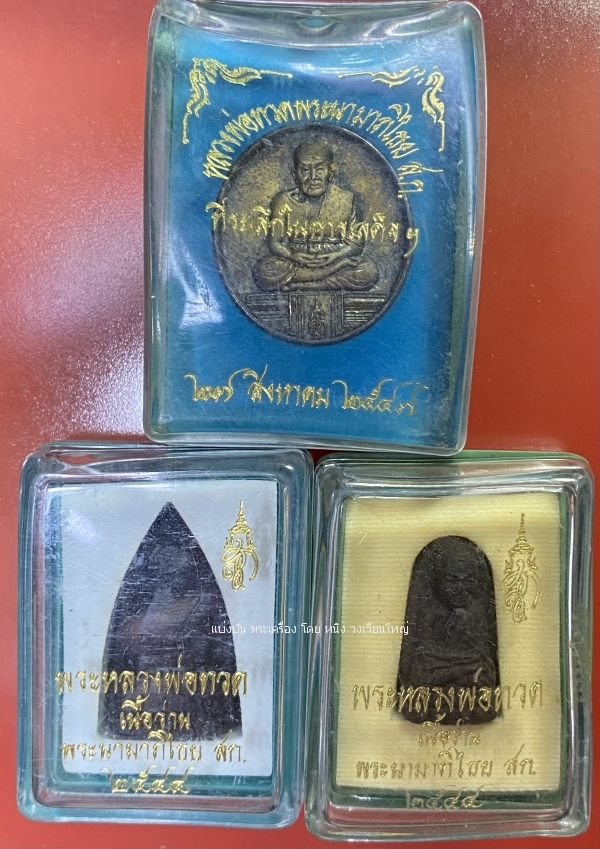 หลวงพ่อทวดพระนามาภิไธย ส.ก.
ที่ระลึกในการเสด็จฯ
๒๗ สิงหาคม ๒๕๔๗
พระหลวงพ่อทวด
เนื้อว่าน
พระนามาภิไธย สก.
๒๕๔๔
พระหลวงพ่อทวด
เนื้อว่าน
พระนามาภิไธย สก.
๒๕๔๔
แบ่งปัน พระเครื่อง โดย หนึง วงเวียนใหญ่